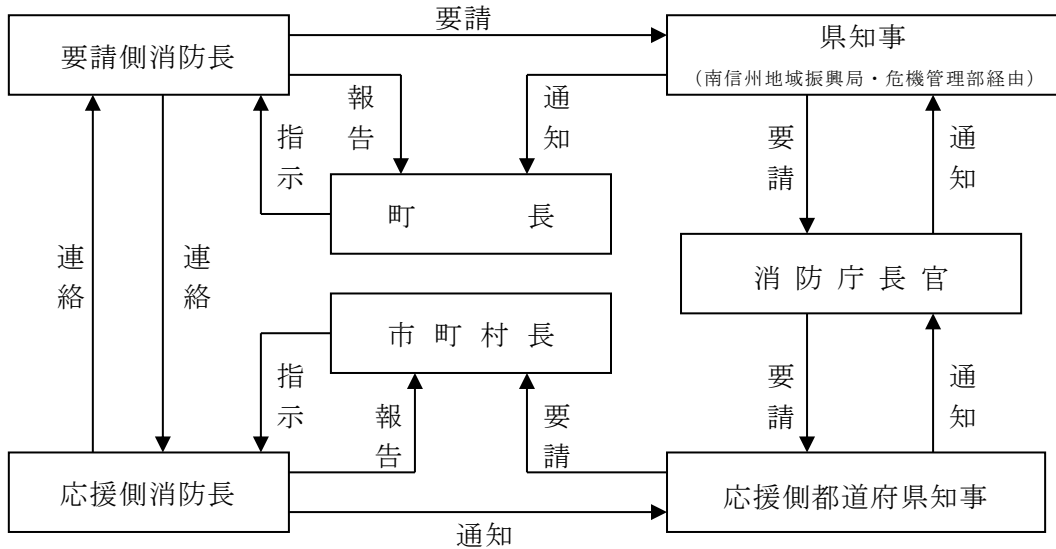 要請
要請側消防長
県知事
（南信州地域振興局・危機管理部経由）
報告
通知
指示
要請
通知
町長
連絡
連絡
消防庁長官
市町村長
指示
報告
要請
要請
通知
応援側消防長
応援側都道府県知事
通知